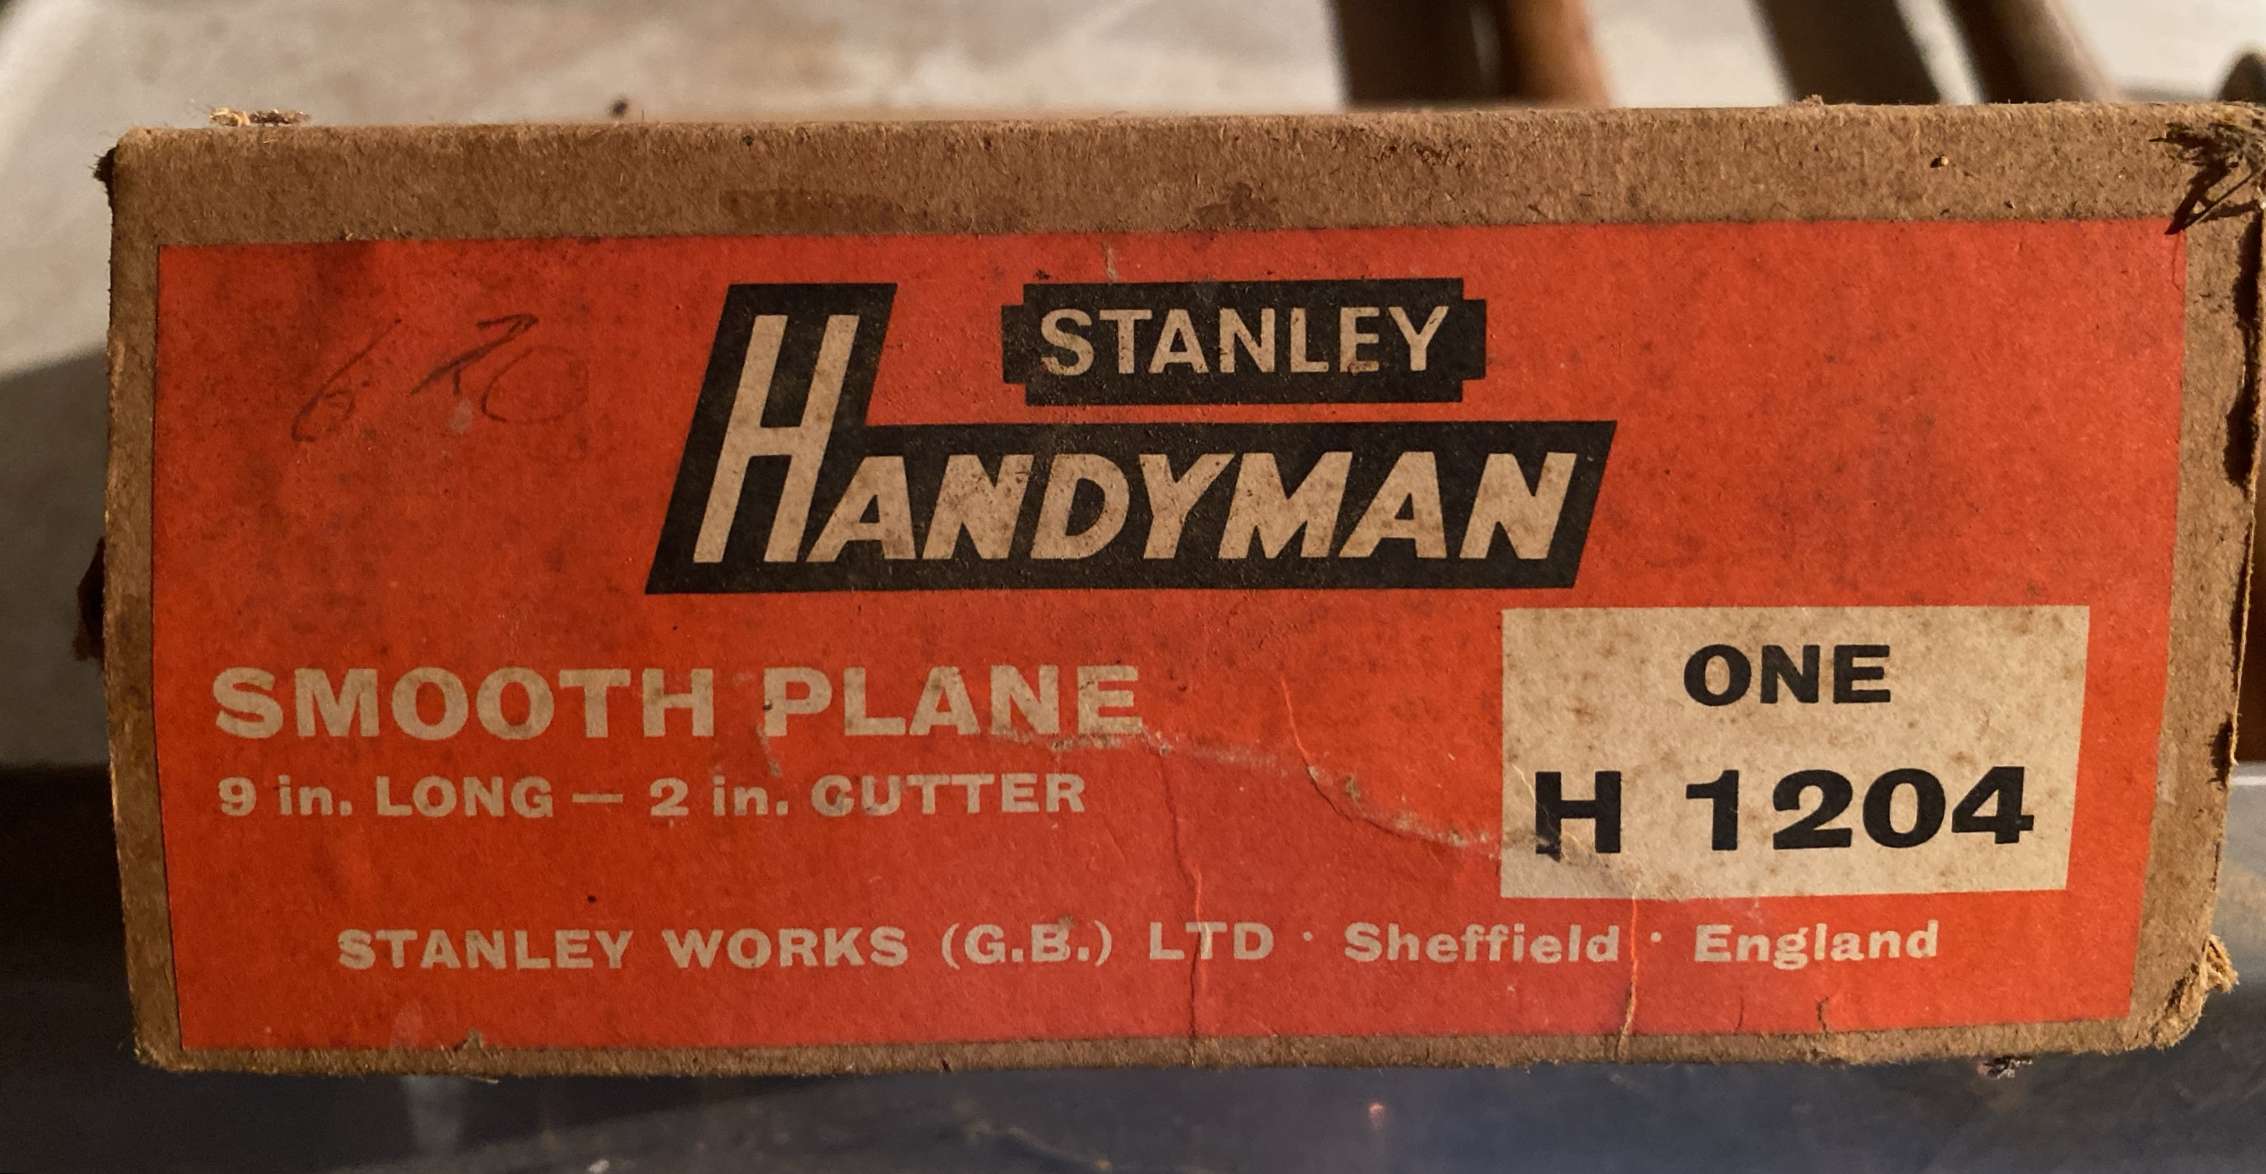 STANLEY
HANDYMAN
SMOOTH PLANE
9 in. LONG — 2 in. CUTTER
ONE
H 1204
STANLEY WORKS (G.B.) LTD · Sheffield · England